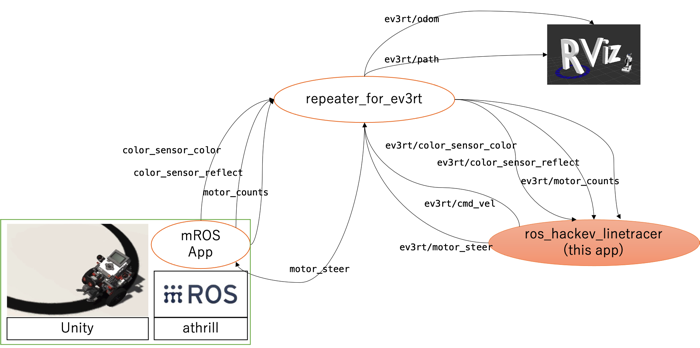 ev3rt/odom
ev3rt/path
RViz
repeater_for_ev3rt
color_sensor_color
color_sensor_reflect
motor_counts
ev3rt/color_sensor_color
ev3rt/color_sensor_reflect
ev3rt/motor_counts
ev3rt/cmd_vel
ev3rt/motor_steer
motor_steer
mROS
App
ros_hackev_linetracer
(this app)
ROS
Unity
athrill